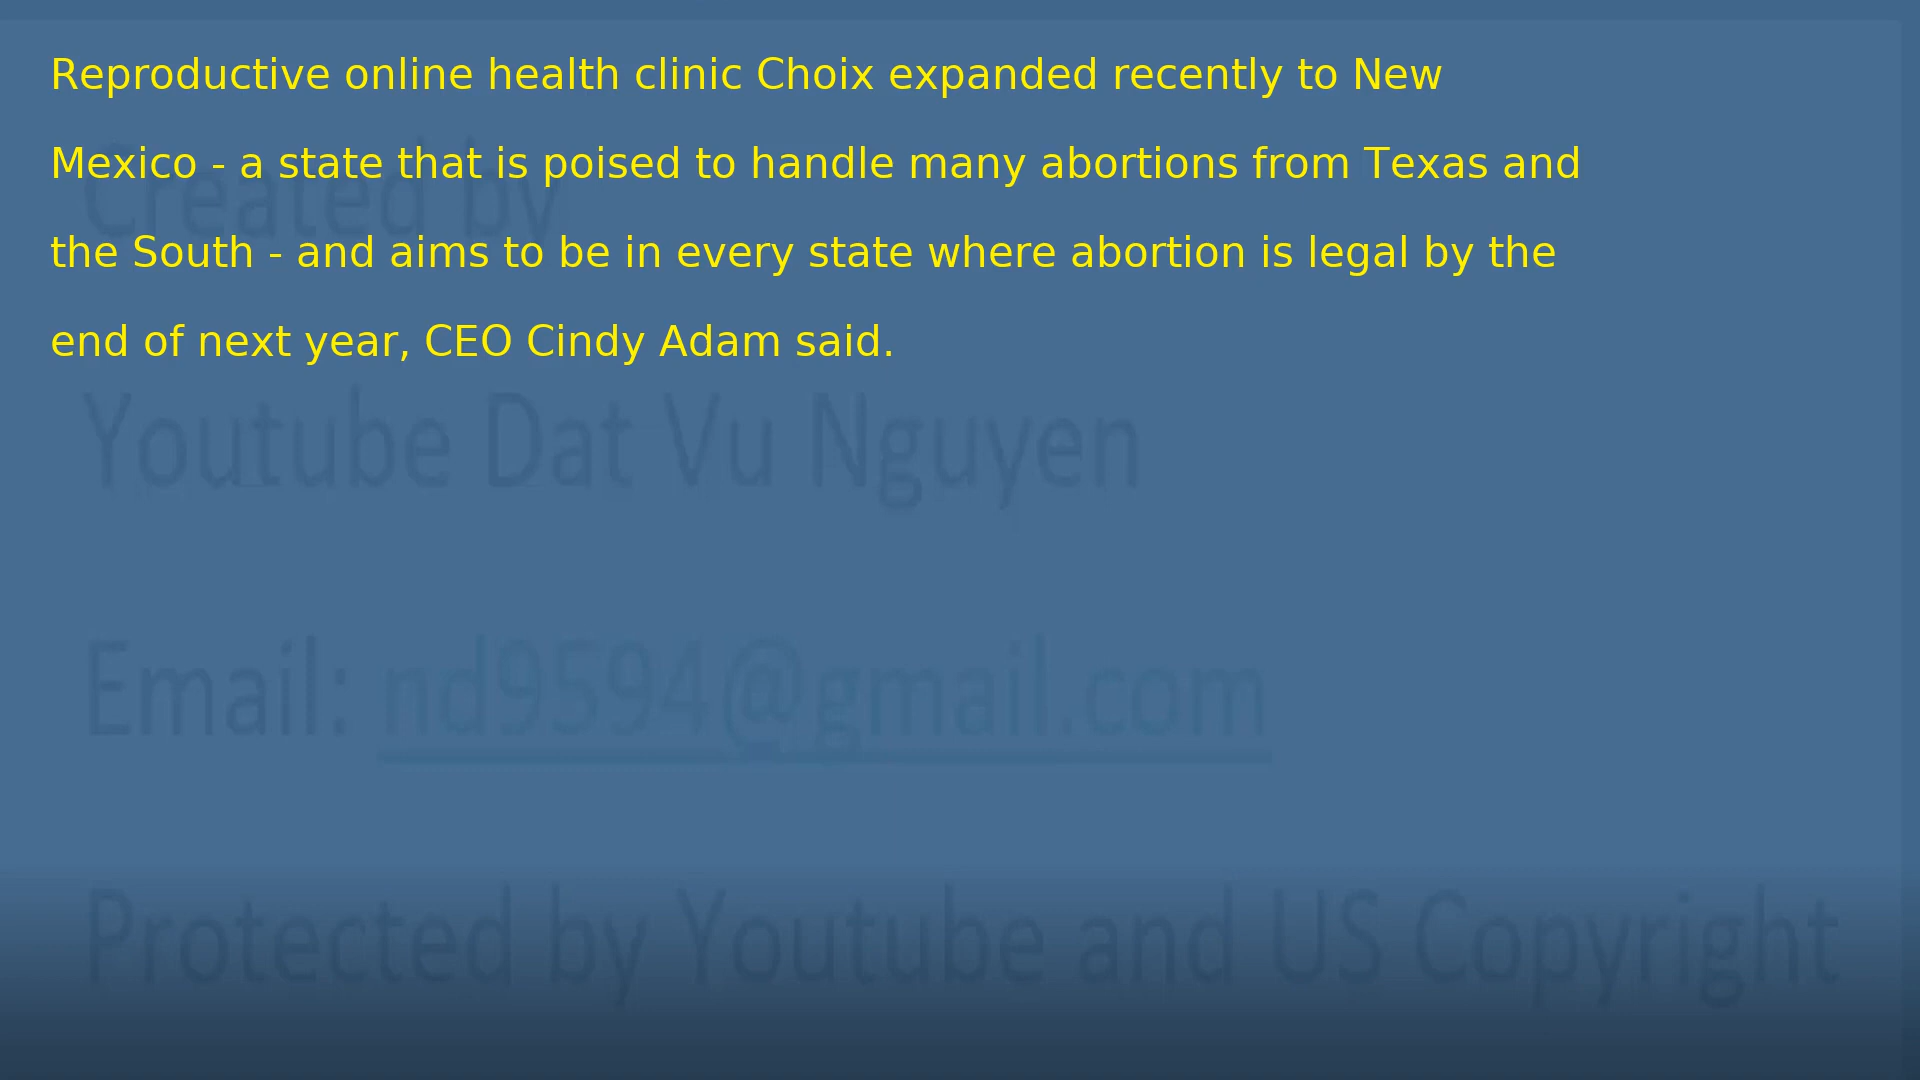 Reproductive online health clinic Choix expanded recently to New
Mexico - a state that is poised to handle many abortions from Texas and
Created by
the South - and aims to be in every state where abortion is legal by the
end of next year, CEO Cindy Adam said.
Youtube Dat Vu Nguyen
Email: nd9594@gmail.com
Protected by Youtube and US Copyright